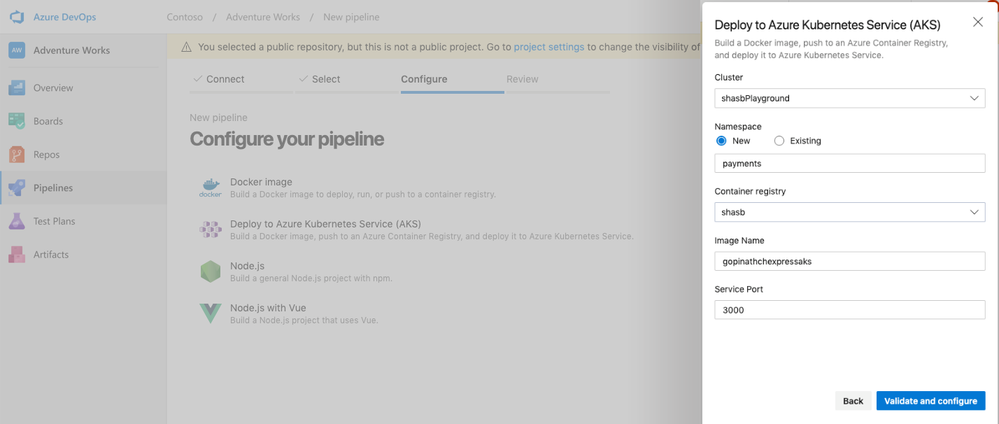 Azure DevOps
Contoso / Adventure Works / New pipeline
AW Adventure Works
Overview
Boards
Repos
Pipelines
Test Plans
Artifacts
You selected a public repository, but this is not a public project. Go to project settings to change the visibility of
Connect Select Configure Review
New pipeline
Configure your pipeline
docker
Docker image
Build a Docker image to deploy, run, or push to a container registry.
Deploy to Azure Kubernetes Service (AKS)
Build a Docker image, push to an Azure Container Registry, and deploy it to Azure Kubernetes Service.
Node.js
Build a general Node.js project with npm.
Node.js with Vue
Build a Node.js project that uses Vue.
Deploy to Azure Kubernetes Service (AKS)
Build a Docker image, push to an Azure Container Registry,
and deploy it to Azure Kubernetes Service.
Cluster
shasbPlayground
Namespace
New Existing
payments
Container registry
shasb
Image Name
gopinathchexpressaks
Service Port
3000
Back Validate and configure